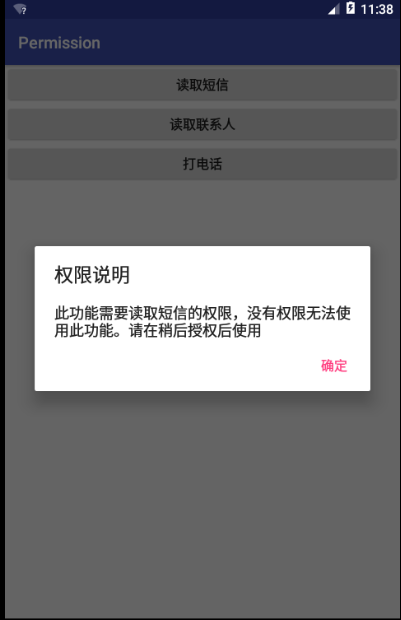 11:38
Permission
读取短信
读取联系人
打电话
权限说明
此功能需要读取短信的权限，没有权限无法使
用此功能。请在稍后授权后使用
确定